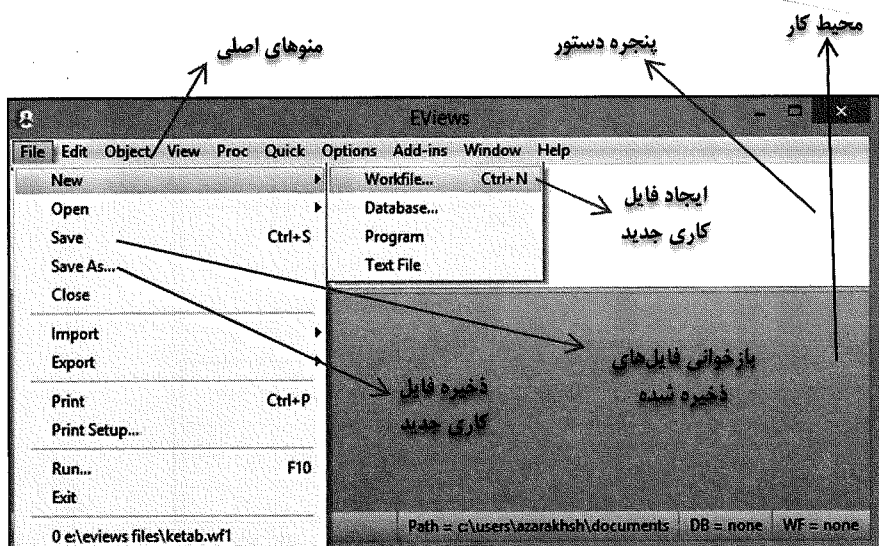 محیط کار
پنجره دستور
منوهای اصلی
EViews
File Edit Object View Proc Quick Options Add-ins Window Help
New
Open
Save Ctrl+S
Save As...
Close
Import
Export
Print Ctrl+P
Print Setup...
Run... F10
Exit
0 e:\eviews files\ketab.wf1
Workfile... Ctrl+N
Database...
Program
Text File
ایجاد فایل
کاری جدید
بازخوانی فایل‌های
ذخیره شده
ذخیره فایل
کاری جدید
Path = c:\users\azarakhsh\documents DB = none WF = none